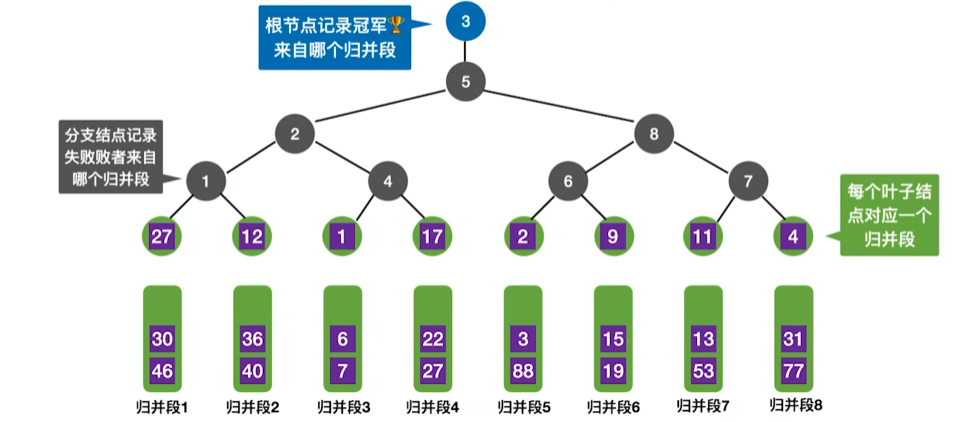 根节点记录冠军🏆
来自哪个归并段
3
5
2
8
分支结点记录
失败败者来自
哪个归并段
1
4
6
7
每个叶子结
点对应一个
归并段
27 12 1 17 2 9 11 4
30 36 6 22 3 15 13 31
46 40 7 27 88 19 53 77
归并段1 归并段2 归并段3 归并段4 归并段5 归并段6 归并段7 归并段8